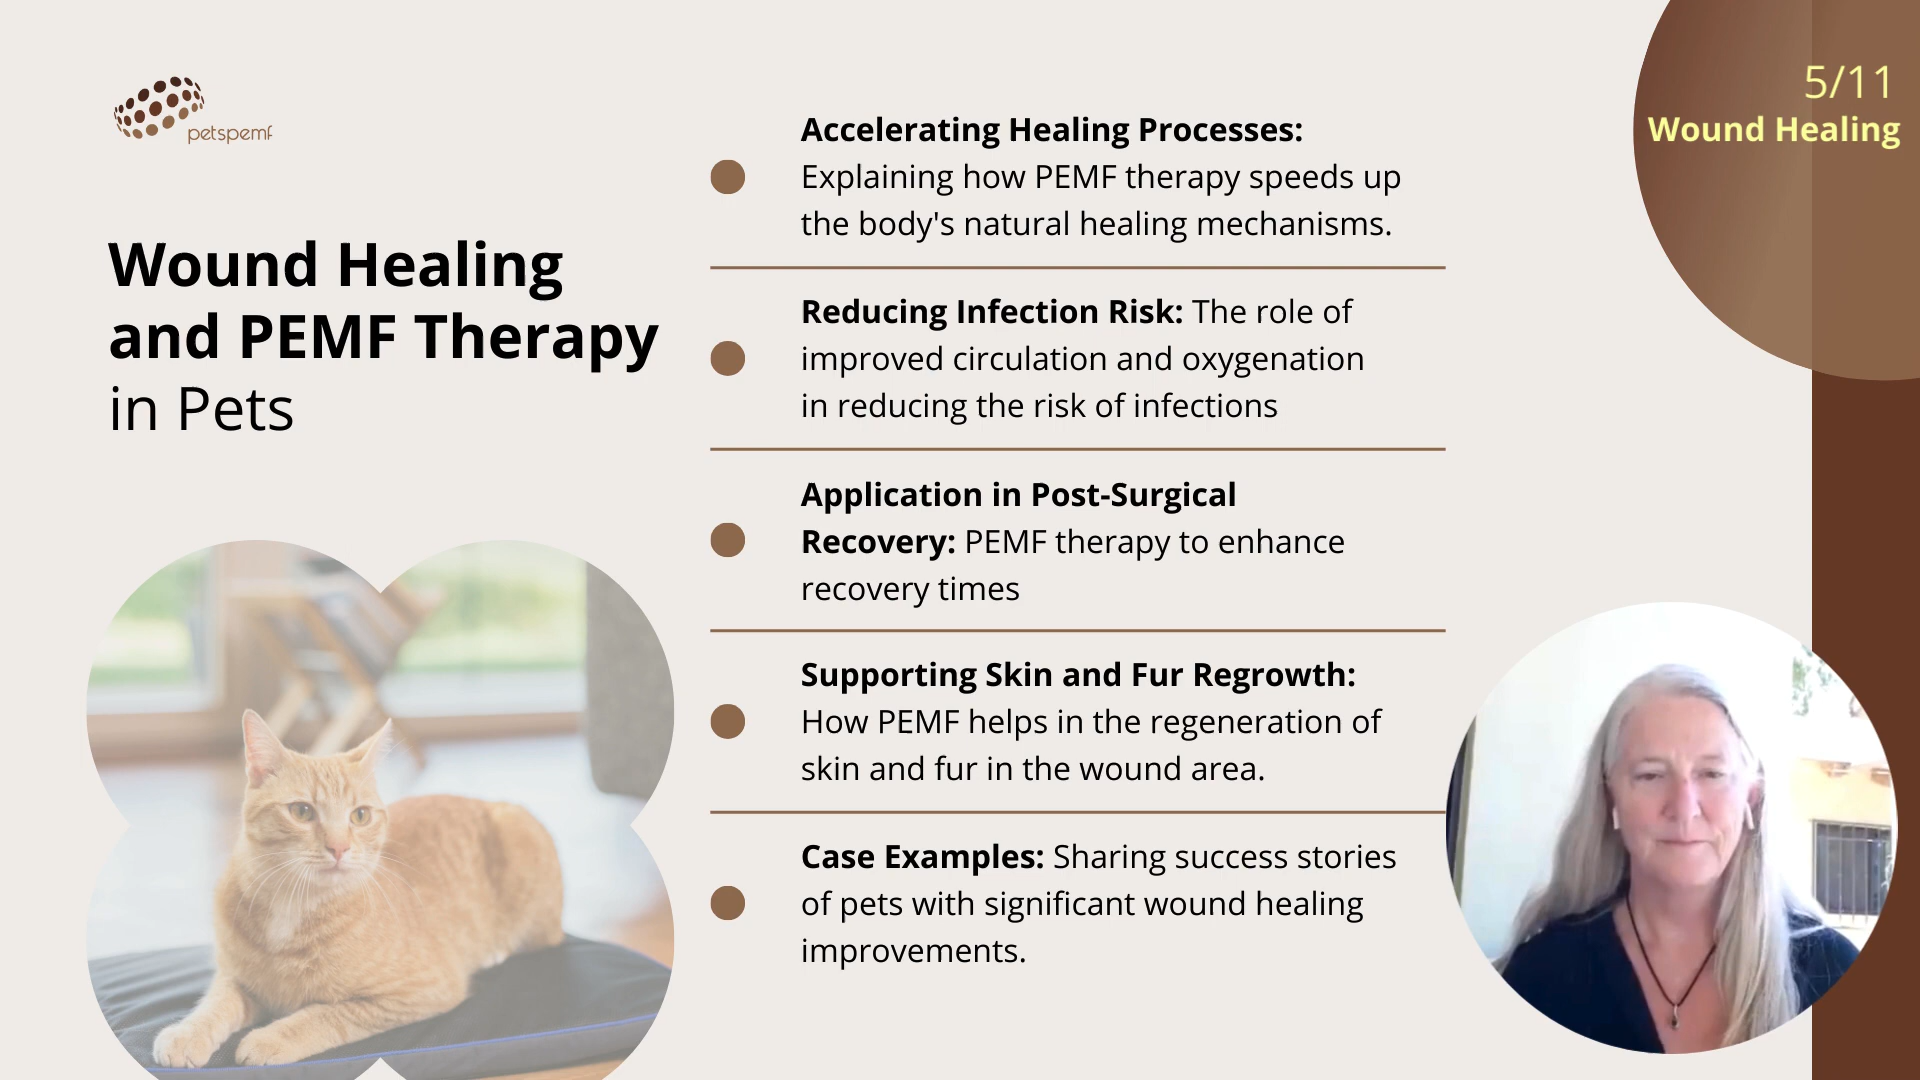 petspemf
Wound Healing
and PEMF Therapy
in Pets
Accelerating Healing Processes:
Explaining how PEMF therapy speeds up
the body's natural healing mechanisms.
Reducing Infection Risk: The role of
improved circulation and oxygenation
in reducing the risk of infections
Application in Post-Surgical
Recovery: PEMF therapy to enhance
recovery times
Supporting Skin and Fur Regrowth:
How PEMF helps in the regeneration of
skin and fur in the wound area.
Case Examples: Sharing success stories
of pets with significant wound healing
improvements.
5/11
Wound Healing